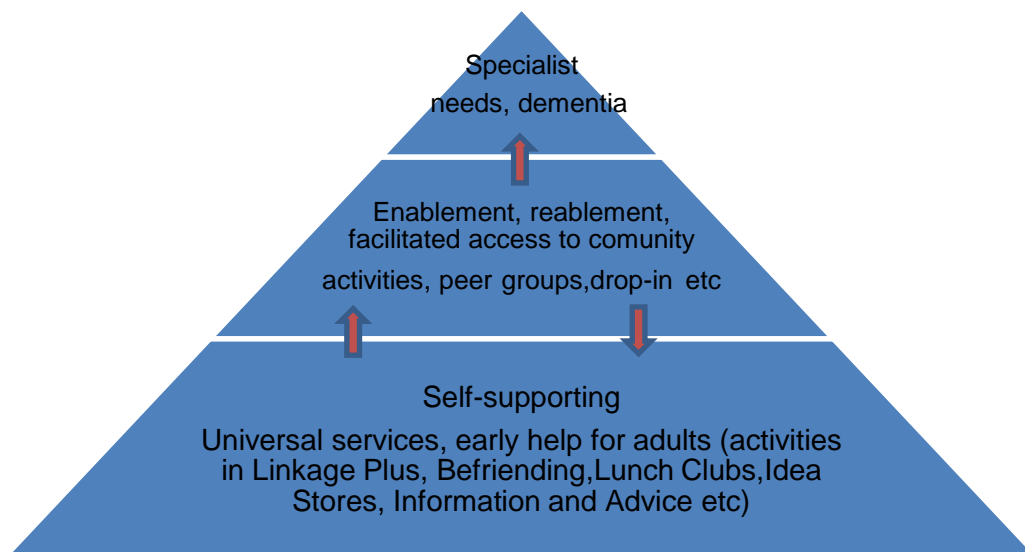 Specialist
needs, dementia
Enablement, reablement,
facilitated access to comunity
activities, peer groups,drop-in etc
Self-supporting
Universal services, early help for adults (activities
in Linkage Plus, Befriending,Lunch Clubs,Idea
Stores, Information and Advice etc)